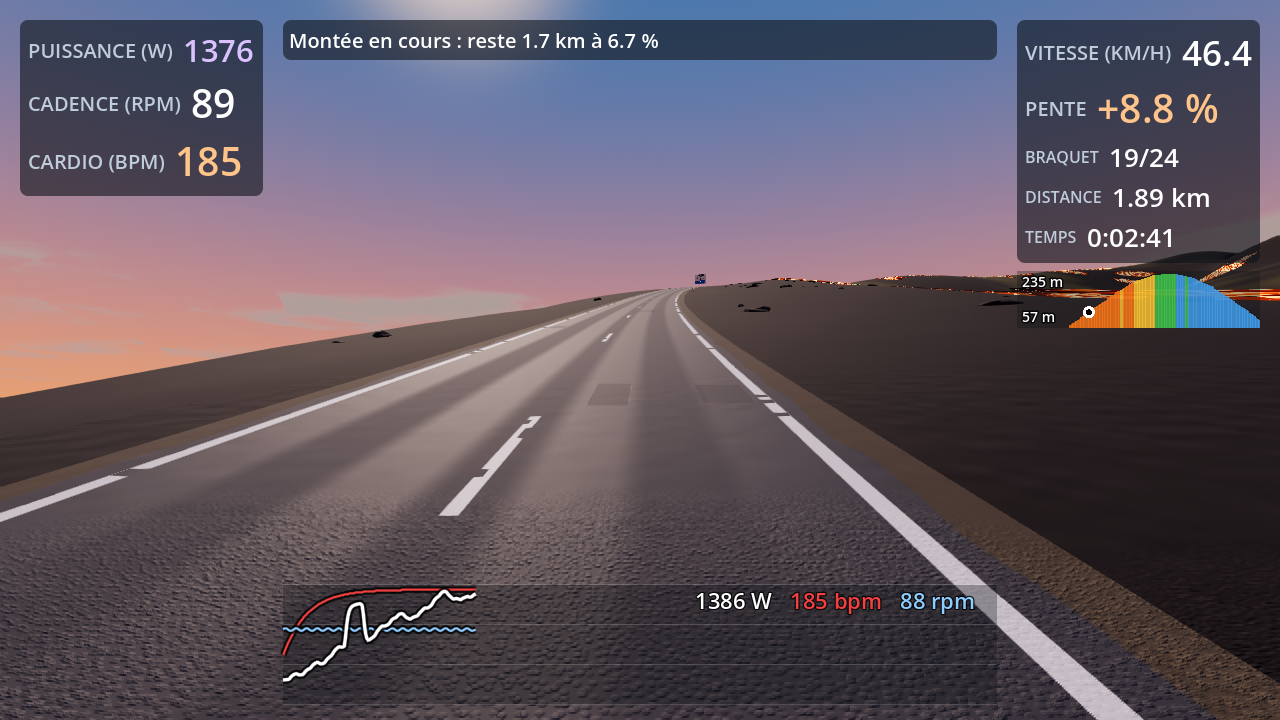 PUISSANCE (W) 1376
CADENCE (RPM) 89
CARDIO (BPM) 185
Montée en cours : reste 1.7 km à 6.7 %
VITESSE (KM/H) 46.4
PENTE +8.8 %
BRAQUET 19/24
DISTANCE 1.89 km
TEMPS 0:02:41
235 m
57 m
1386 W 185 bpm 88 rpm